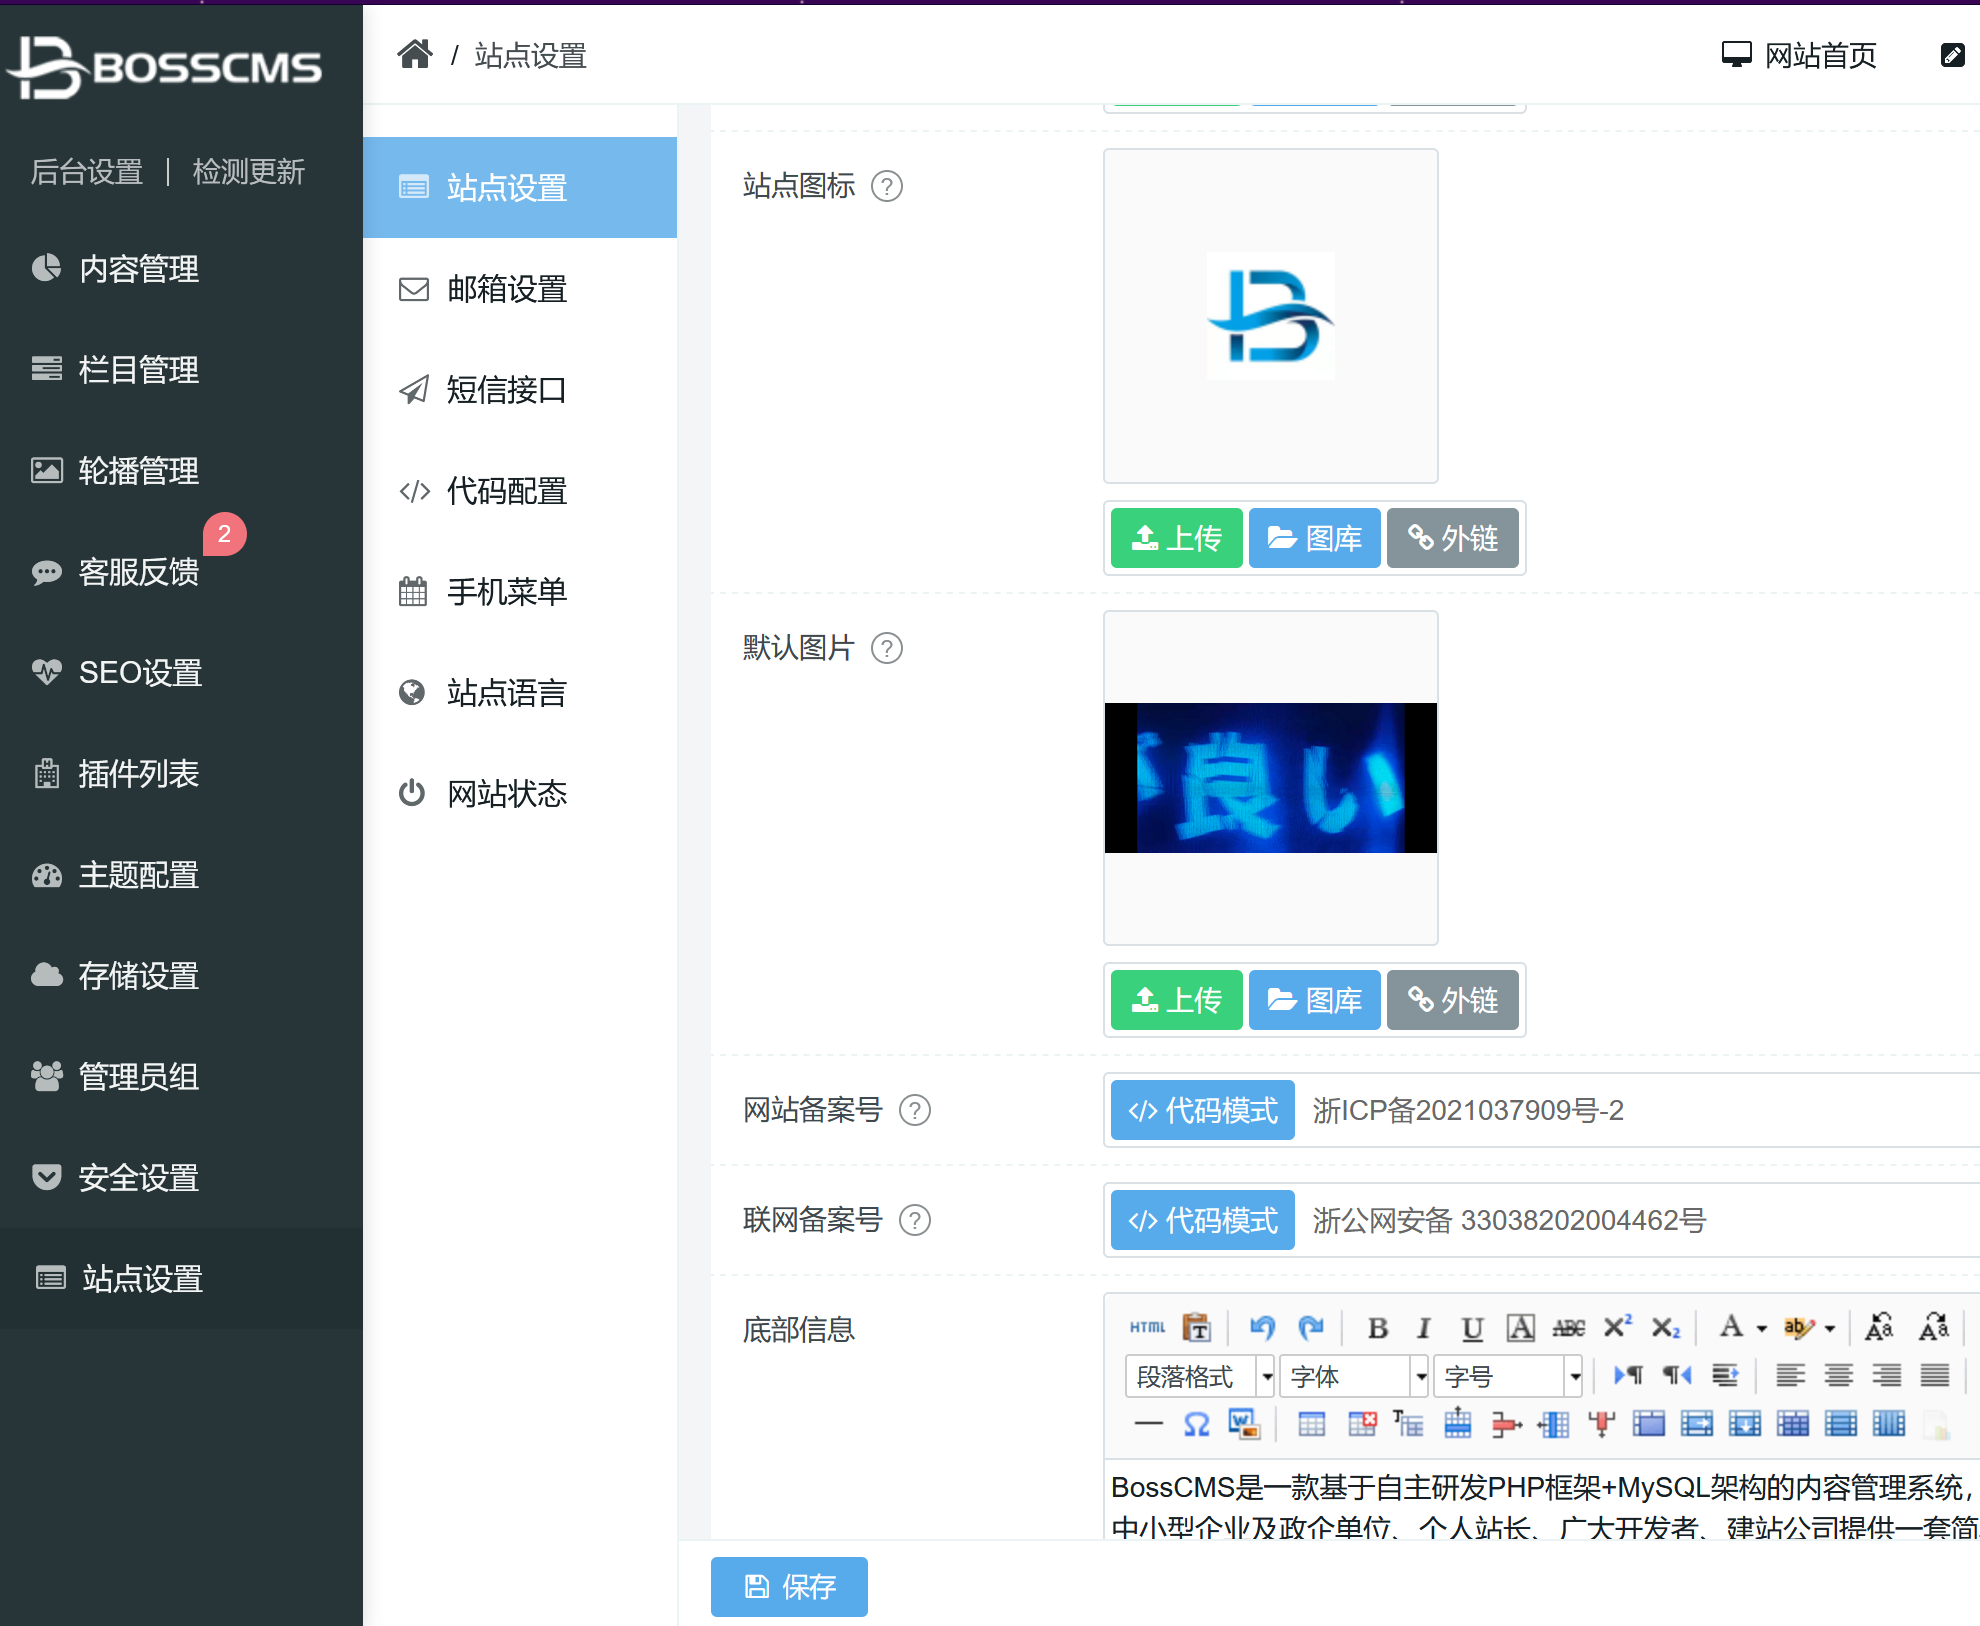 BOSSCMS
后台设置 | 检测更新
内容管理
栏目管理
轮播管理
2
客服反馈
SEO设置
插件列表
主题配置
存储设置
管理员组
安全设置
站点设置
/ 站点设置
网站首页
站点设置
邮箱设置
短信接口
代码配置
手机菜单
站点语言
网站状态
站点图标 ?
上传 图库 外链
默认图片 ?
良い
上传 图库 外链
网站备案号 ? </> 代码模式 浙ICP备2021037909号-2
联网备案号 ? </> 代码模式 浙公网安备 33038202004462号
底部信息
HTML
段落格式 字体 字号
BossCMS是一款基于自主研发PHP框架+MySQL架构的内容管理系统,
中小型企业及政企单位、个人站长、广大开发者、建站公司提供一套简
保存